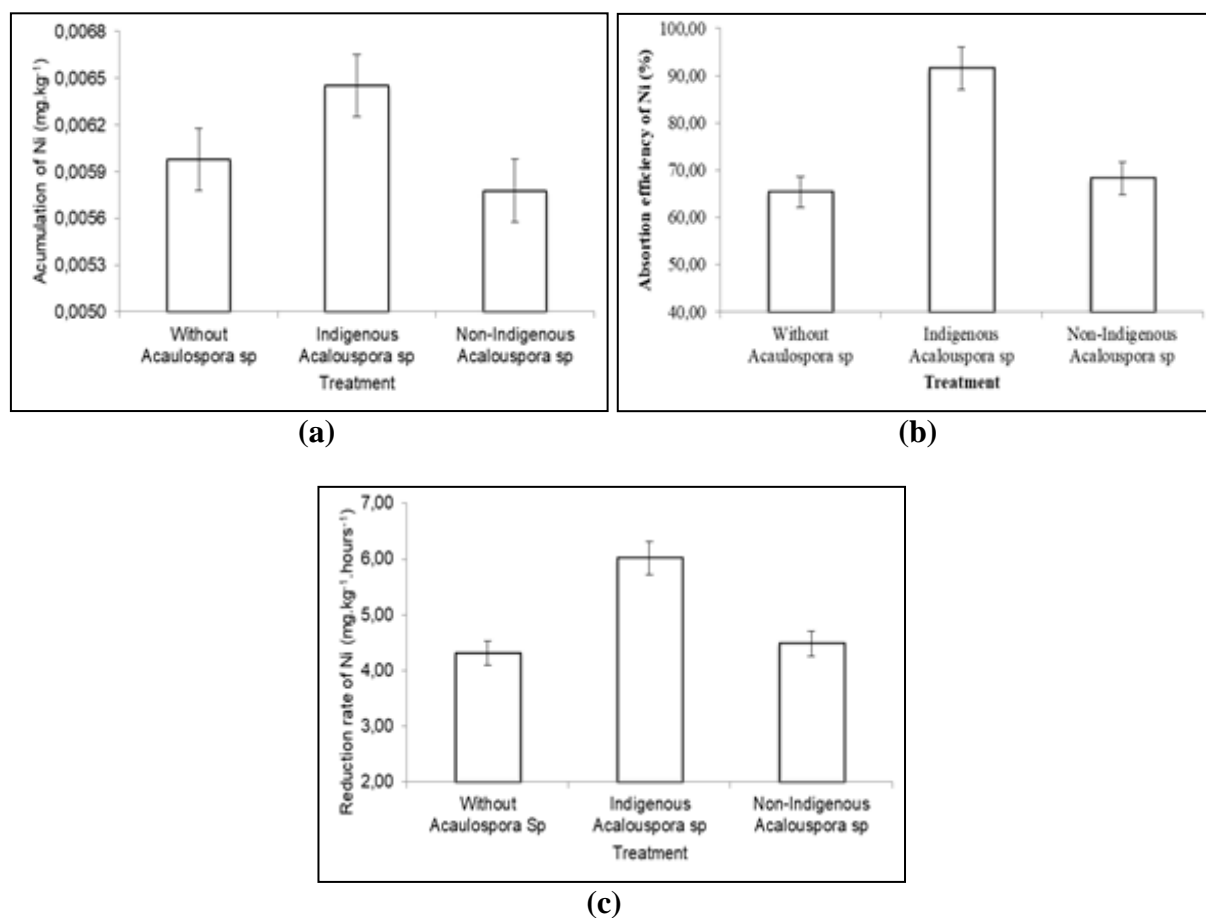 Acumulation of Ni (mg.kg⁻¹)
0,0068
0,0065
0,0062
0,0059
0,0056
0,0053
0,0050
Without
Acaulospora sp
Indigenous
Acalouspora sp
Non-Indigenous
Acalouspora sp
Treatment
(a)
Absortion efficiency of Ni (%)
100,00
90,00
80,00
70,00
60,00
50,00
40,00
Without
Acaulospora sp
Indigenous
Acalouspora sp
Non-Indigenous
Acalouspora sp
Treatment
(b)
Reduction rate of Ni (mg.kg⁻¹.hours⁻¹)
7,00
6,00
5,00
4,00
3,00
2,00
Without
Acaulospora Sp
Indigenous
Acalouspora sp
Non-Indigenous
Acalouspora sp
Treatment
(c)